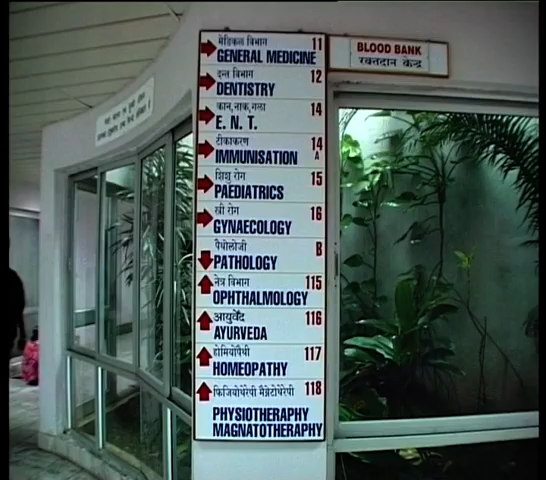 मेडिकल विभाग 11
GENERAL MEDICINE
दन्त विभाग 12
DENTISTRY
कान,नाक,गला 14
E. N. T.
टीकाकरण 14
IMMUNISATION A
शिशु रोग 15
PAEDIATRICS
स्त्री रोग 16
GYNAECOLOGY
पैथोलोजी B
PATHOLOGY
नेत्र विभाग 115
OPHTHALMOLOGY
आयुर्वेद 116
AYURVEDA
होमियोपैथी 117
HOMEOPATHY
फिजियोथेरेपी मैग्नेटोथेरेपी 118
PHYSIOTHERAPHY
MAGNATOTHERAPHY
BLOOD BANK
रक्तदान केन्द्र